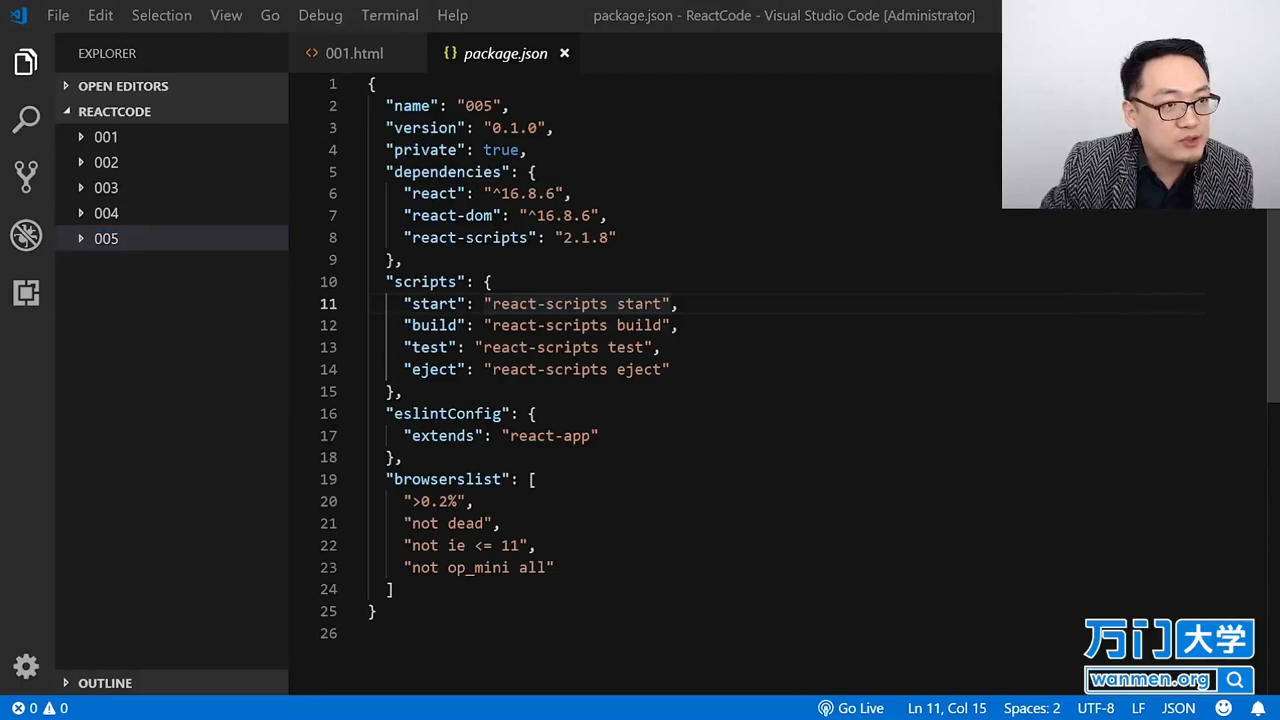 File Edit Selection View Go Debug Terminal Help
package.json - ReactCode - Visual Studio Code [Administrator]
EXPLORER
OPEN EDITORS
REACTCODE
001
002
003
004
005
OUTLINE
<> 001.html
{} package.json ×
1 {
2 "name": "005",
3 "version": "0.1.0",
4 "private": true,
5 "dependencies": {
6 "react": "^16.8.6",
7 "react-dom": "^16.8.6",
8 "react-scripts": "2.1.8"
9 },
10 "scripts": {
11 "start": "react-scripts start",
12 "build": "react-scripts build",
13 "test": "react-scripts test",
14 "eject": "react-scripts eject"
15 },
16 "eslintConfig": {
17 "extends": "react-app"
18 },
19 "browserslist": [
20 ">0.2%",
21 "not dead",
22 "not ie <= 11",
23 "not op_mini all"
24 ]
25 }
26
万门大学
wanmen.org
0 0
Go Live Ln 11, Col 15 Spaces: 2 UTF-8 LF JSON